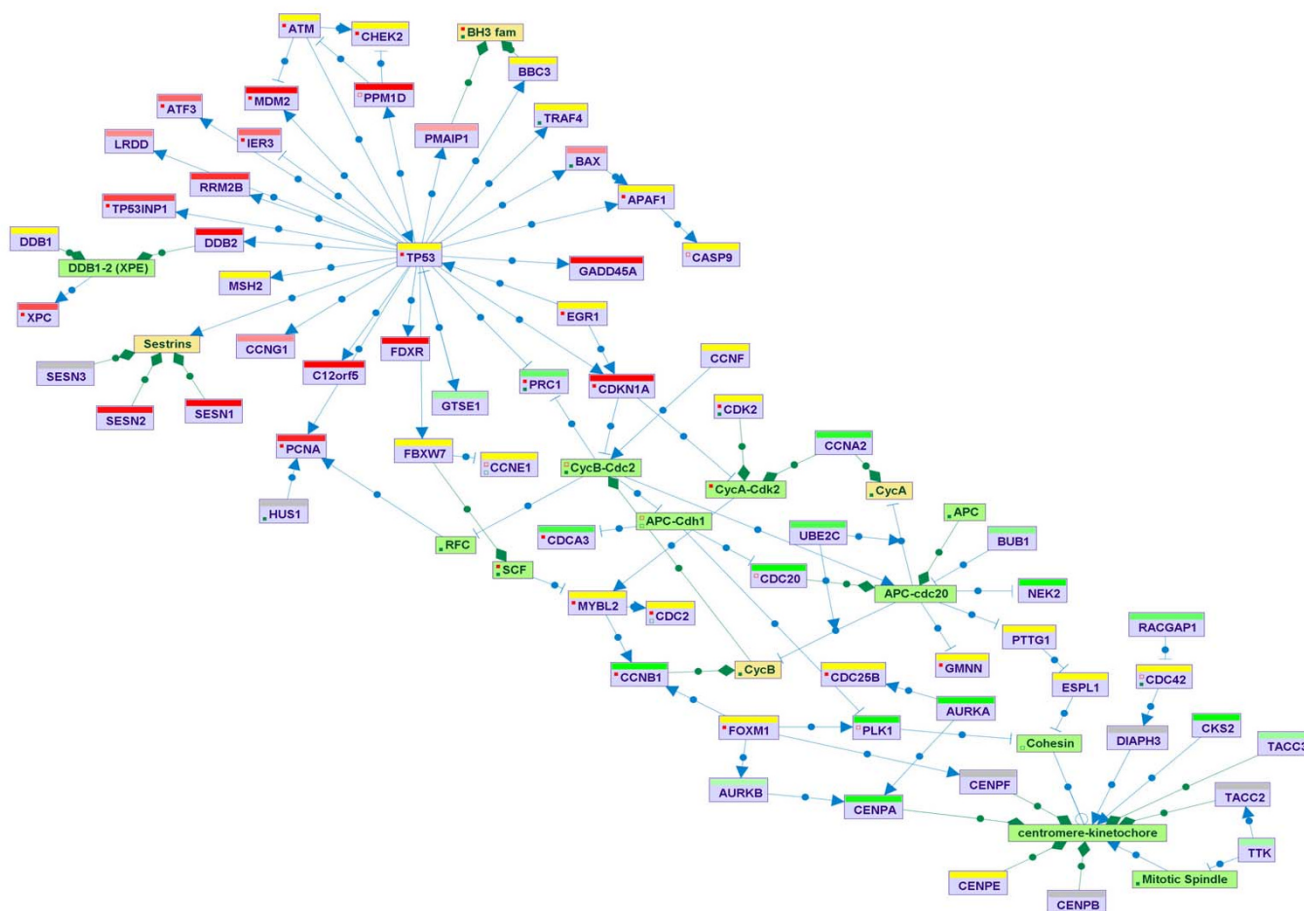 ATM
CHEK2
BH3 fam
BBC3
MDM2
PPM1D
ATF3
TRAF4
IER3
PMAIP1
LRDD
BAX
RRM2B
APAF1
TP53INP1
DDB1
DDB2
TP53
CASP9
DDB1-2 (XPE)
GADD45A
MSH2
XPC
EGR1
Sestrins
CCNG1
FDXR
CCNF
SESN3
C12orf5
PRC1
CDKN1A
GTSE1
CDK2
SESN2
SESN1
CCNA2
PCNA
FBXW7
CCNE1
CycB-Cdc2
CycA-Cdk2
CycA
HUS1
APC-Cdh1
APC
UBE2C
BUB1
CDCA3
RFC
SCF
CDC20
APC-cdc20
NEK2
MYBL2
CDC2
RACGAP1
PTTG1
CCNB1
CycB
CDC25B
GMNN
CDC42
ESPL1
AURKA
FOXM1
PLK1
CKS2
Cohesin
DIAPH3
TACC3
CENPF
AURKB
TACC2
CENPA
centromere-kinetochore
TTK
CENPE
Mitotic Spindle
CENPB